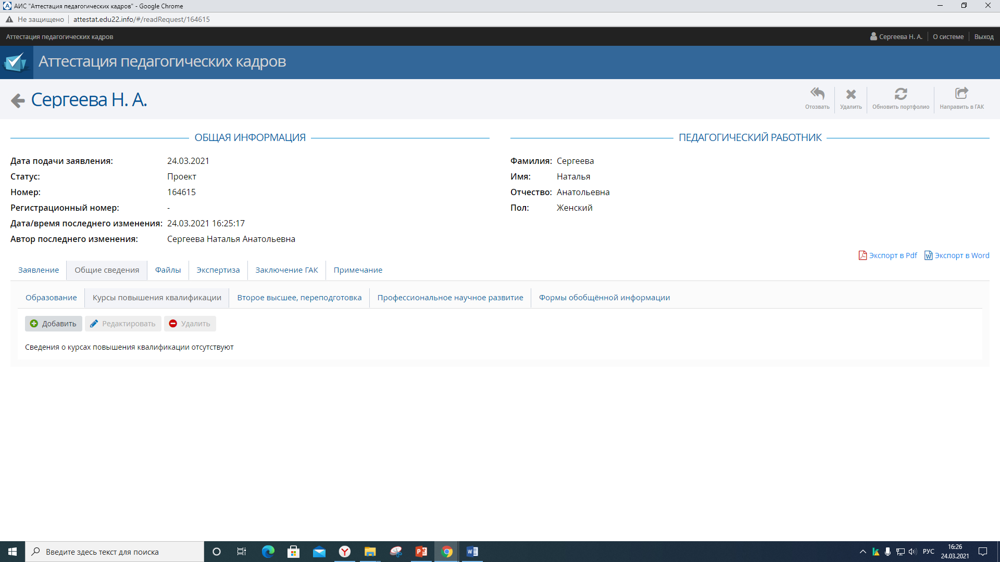 АИС "Аттестация педагогических кадров" - Google Chrome
Не защищено attestat.edu22.info/#/readRequest/164615
Аттестация педагогических кадров Сергеева Н. А. О системе Выход
Аттестация педагогических кадров
Сергеева Н. А.
Отозвать Удалить Обновить портфолио Направить в ГАК
ОБЩАЯ ИНФОРМАЦИЯ
Дата подачи заявления: 24.03.2021
Статус: Проект
Номер: 164615
Регистрационный номер: -
Дата/время последнего изменения: 24.03.2021 16:25:17
Автор последнего изменения: Сергеева Наталья Анатольевна
ПЕДАГОГИЧЕСКИЙ РАБОТНИК
Фамилия: Сергеева
Имя: Наталья
Отчество: Анатольевна
Пол: Женский
Экспорт в Pdf Экспорт в Word
Заявление Общие сведения Файлы Экспертиза Заключение ГАК Примечание
Образование Курсы повышения квалификации Второе высшее, переподготовка Профессиональное научное развитие Формы обобщённой информации
Добавить Редактировать Удалить
Сведения о курсах повышения квалификации отсутствуют
Введите здесь текст для поиска
РУС
16:26
24.03.2021